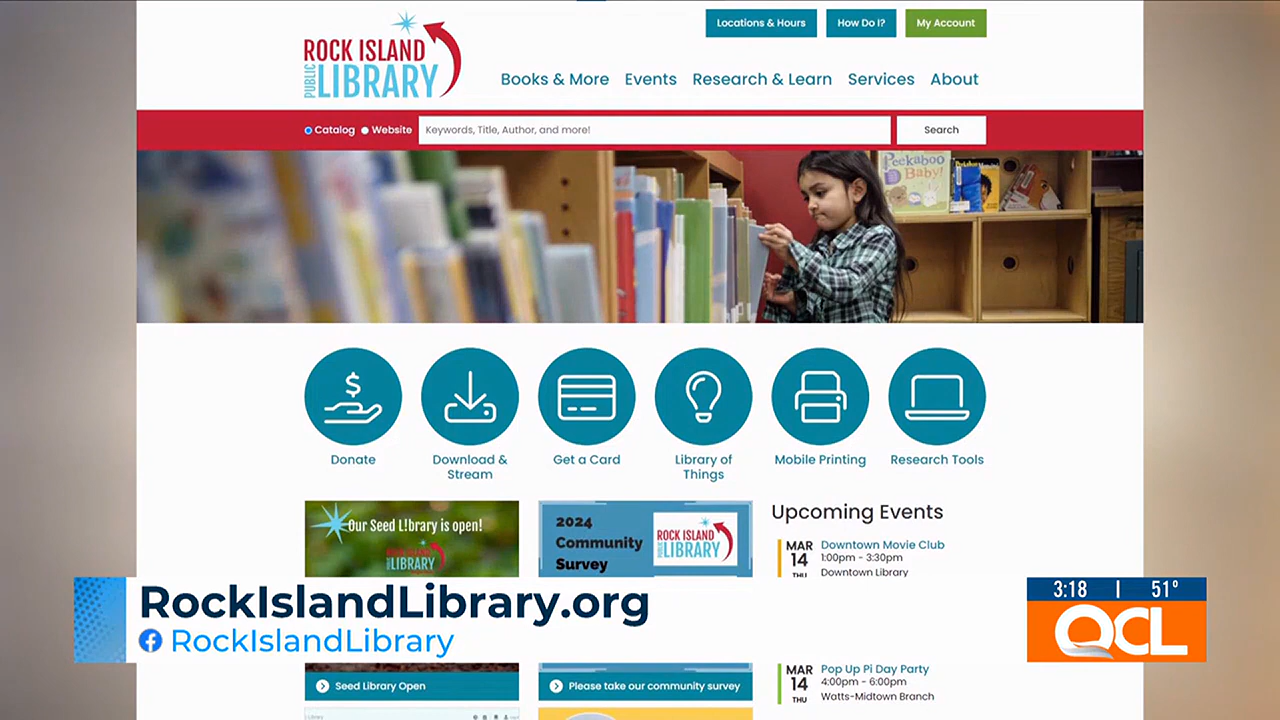 Locations & Hours
How Do I?
My Account
ROCK ISLAND
PUBLIC
LIBRARY
Books & More
Events
Research & Learn
Services
About
Catalog
Website
Keywords, Title, Author, and more!
Search
Peekaboo
Baby!
Donate
Download &
Stream
Get a Card
Library of
Things
Mobile Printing
Research Tools
Our Seed L!brary is open!
ROCK ISLAND
LIBRARY
2024
Community
Survey
ROCK ISLAND
PUBLIC
LIBRARY
Upcoming Events
MAR
14
THU
Downtown Movie Club
1:00pm - 3:30pm
Downtown Library
RockIslandLibrary.org
RockIslandLibrary
3:18 | 51°
QCL
Seed Library Open
Please take our community survey
MAR
14
THU
Pop Up Pi Day Party
4:00pm - 6:00pm
Watts-Midtown Branch